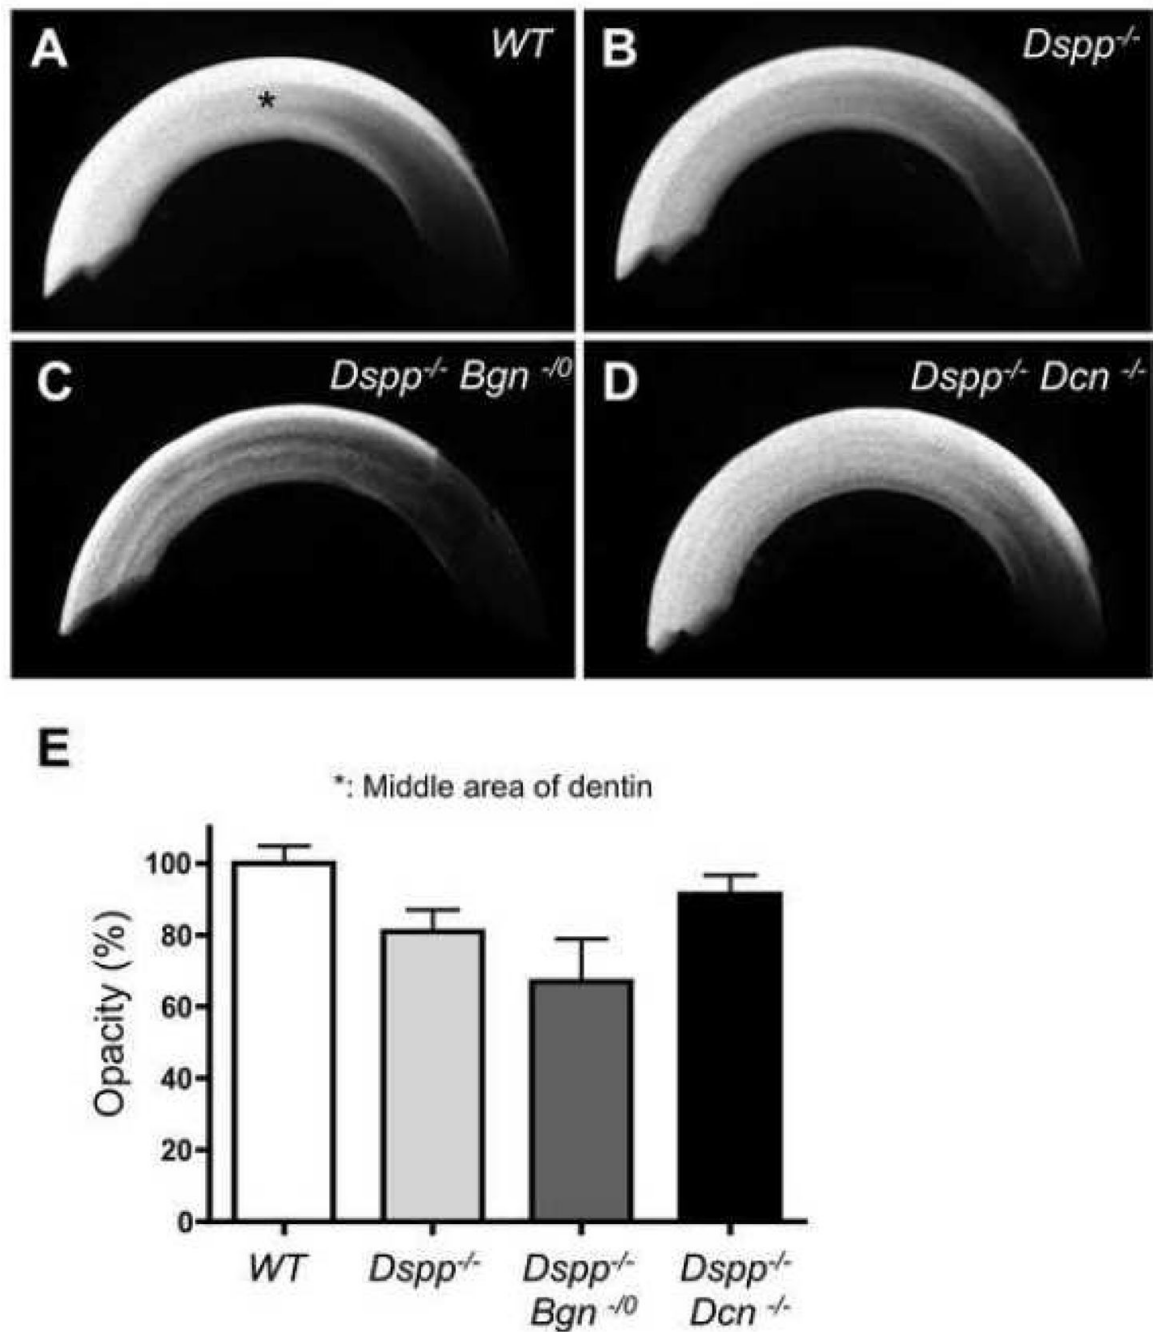 A
WT
B
Dspp-/-
C
Dspp-/- Bgn -/0
D
Dspp-/- Dcn -/-
*
E
*: Middle area of dentin
Opacity (%)
100
80
60
40
20
0
WT
Dspp-/-
Dspp-/-
Bgn -/0
Dspp-/-
Dcn -/-